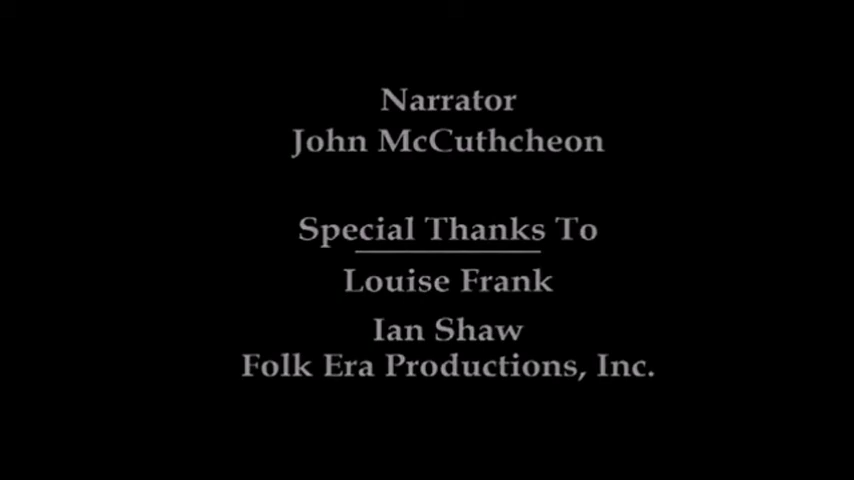 Narrator
John McCuthcheon
Special Thanks To
Louise Frank
Ian Shaw
Folk Era Productions, Inc.